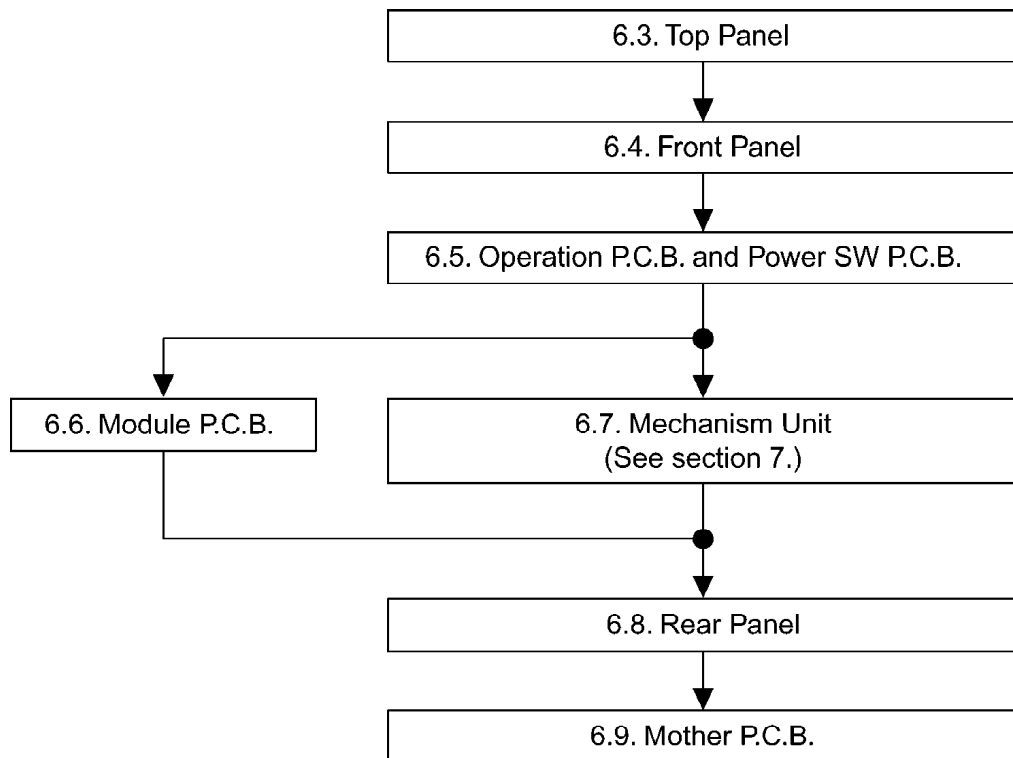 6.3. Top Panel
6.4. Front Panel
6.5. Operation P.C.B. and Power SW P.C.B.
6.6. Module P.C.B.
6.7. Mechanism Unit
(See section 7.)
6.8. Rear Panel
6.9. Mother P.C.B.